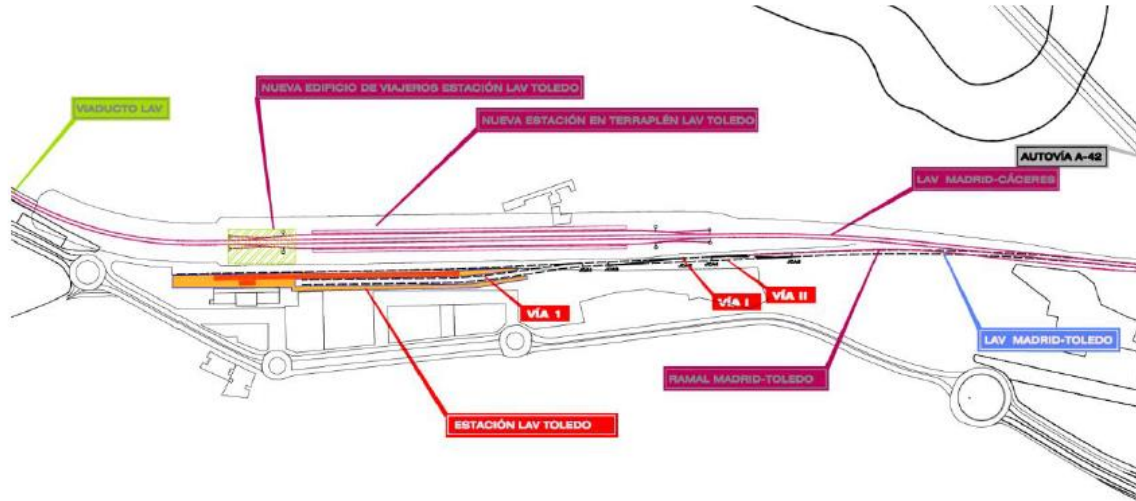 NUEVA EDIFICIO DE VIAJEROS ESTACIÓN LAV TOLEDO
VIADUCTO LAV
NUEVA ESTACIÓN EN TERRAPLÉN LAV TOLEDO
AUTOVÍA A-42
LAV MADRID-CÁCERES
VÍA 1
VÍA I
VÍA II
LAV MADRID-TOLEDO
RAMAL MADRID-TOLEDO
ESTACIÓN LAV TOLEDO